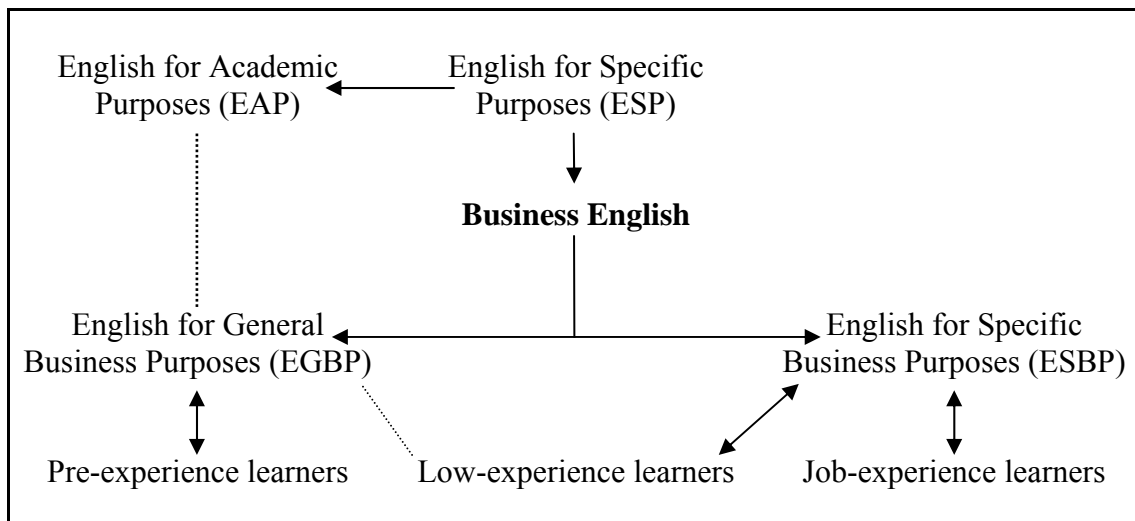 English for Academic
Purposes (EAP)
English for Specific
Purposes (ESP)
Business English
English for General
Business Purposes (EGBP)
English for Specific
Business Purposes (ESBP)
Pre-experience learners
Low-experience learners
Job-experience learners